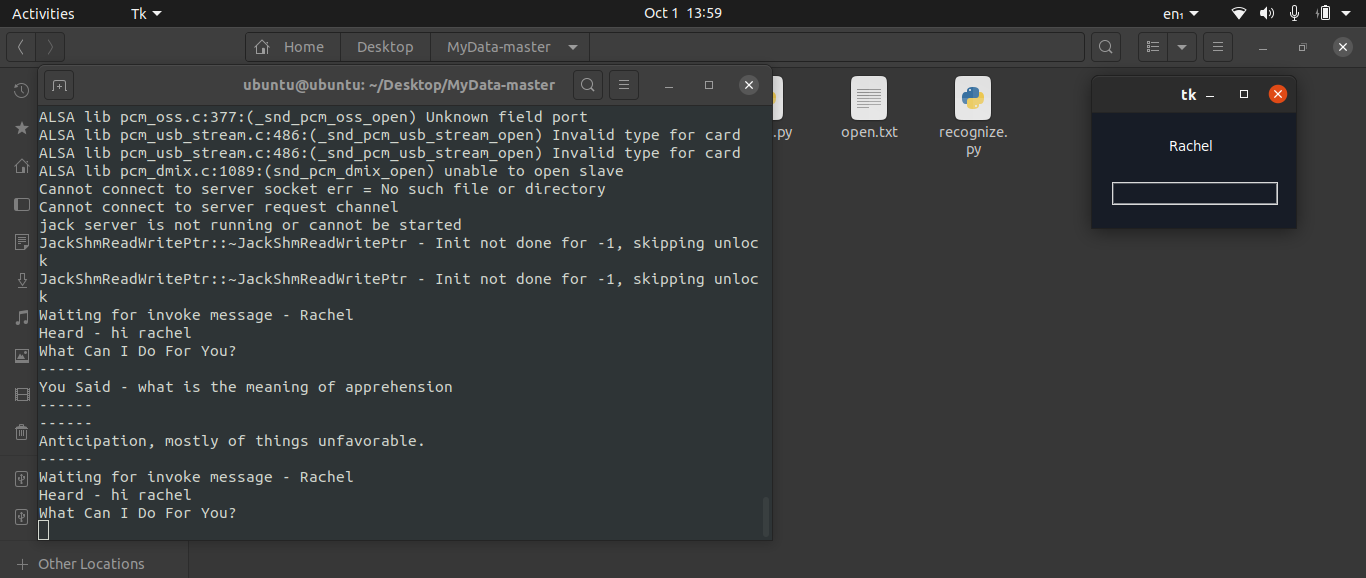 Activities
Tk
Oct 1 13:59
en₁
Home
Desktop
MyData-master
ubuntu@ubuntu: ~/Desktop/MyData-master
ALSA lib pcm_oss.c:377:(_snd_pcm_oss_open) Unknown field port
ALSA lib pcm_usb_stream.c:486:(_snd_pcm_usb_stream_open) Invalid type for card
ALSA lib pcm_usb_stream.c:486:(_snd_pcm_usb_stream_open) Invalid type for card
ALSA lib pcm_dmix.c:1089:(snd_pcm_dmix_open) unable to open slave
Cannot connect to server socket err = No such file or directory
Cannot connect to server request channel
jack server is not running or cannot be started
JackShmReadWritePtr::~JackShmReadWritePtr - Init not done for -1, skipping unloc
k
JackShmReadWritePtr::~JackShmReadWritePtr - Init not done for -1, skipping unloc
k
Waiting for invoke message - Rachel
Heard - hi rachel
What Can I Do For You?
------
You Said - what is the meaning of apprehension
------
------
Anticipation, mostly of things unfavorable.
------
Waiting for invoke message - Rachel
Heard - hi rachel
What Can I Do For You?
.py
open.txt
recognize.
py
tk
Rachel
Other Locations